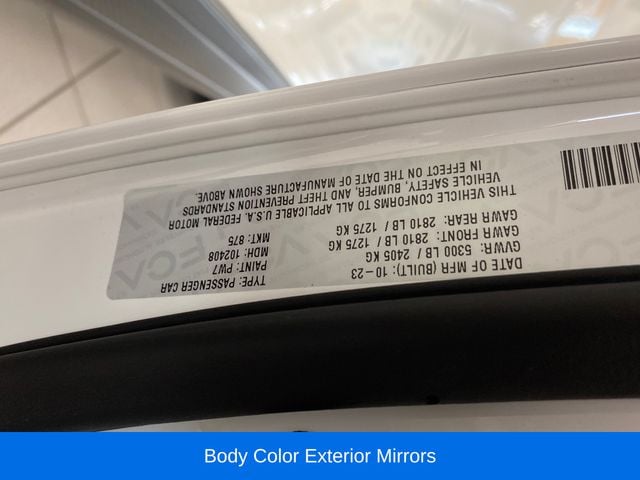 DATE OF MFR (BUILT): 10-23
GVWR: 5300 LB / 2405 KG
GAWR FRONT: 2810 LB / 1275 KG
GAWR REAR: 2810 LB / 1275 KG
TYPE: PASSENGER CAR
PAINT: PW7
MDH: 102408
MKT: 875
THIS VEHICLE CONFORMS TO ALL APPLICABLE U.S.A. FEDERAL MOTOR
VEHICLE SAFETY, BUMPER, AND THEFT PREVENTION STANDARDS
IN EFFECT ON THE DATE OF MANUFACTURE SHOWN ABOVE.
FCA
Body Color Exterior Mirrors